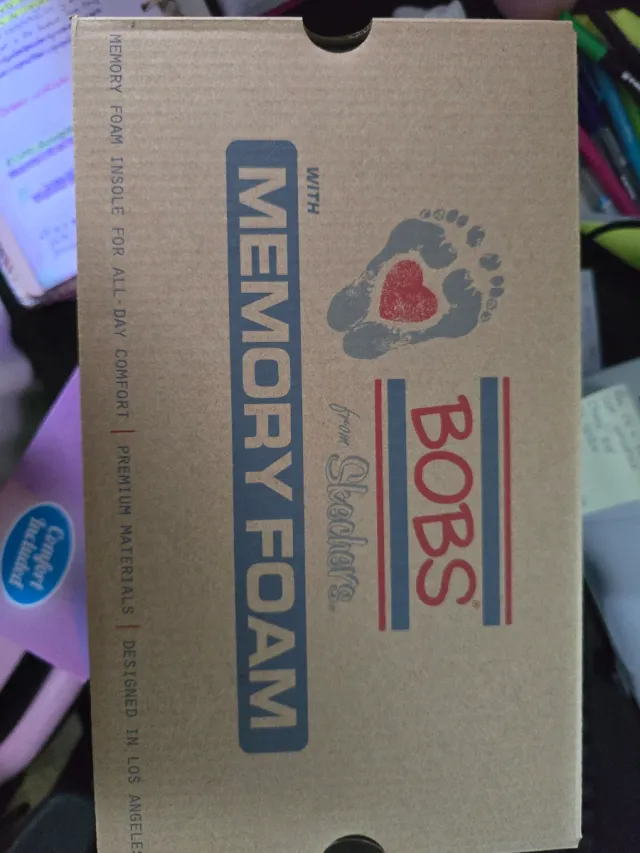 BOBS®
from Skechers
WITH
MEMORY FOAM
MEMORY FOAM INSOLE FOR ALL-DAY COMFORT | PREMIUM MATERIALS | DESIGNED IN LOS ANGELES
Comfort
Included